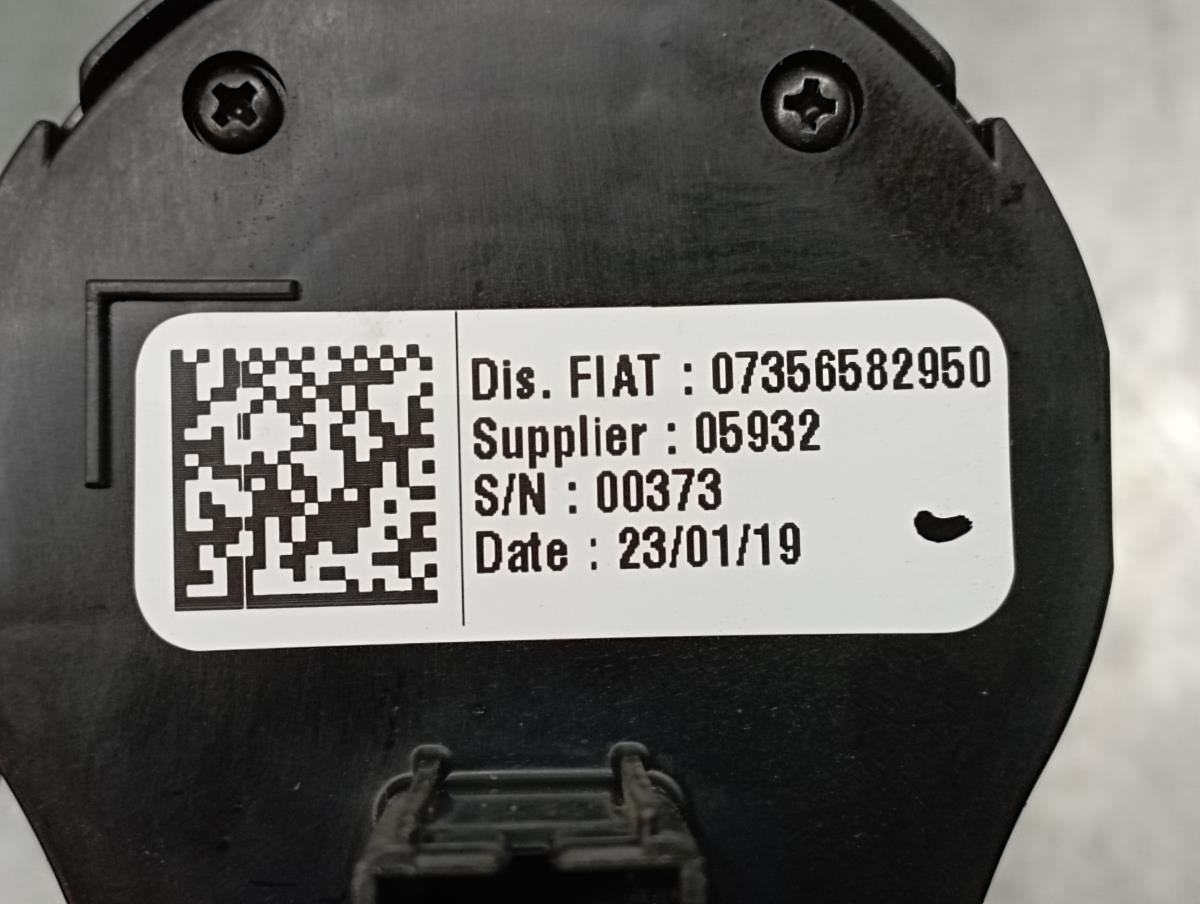 Dis. FIAT : 07356582950
Supplier : 05932
S/N : 00373
Date : 23/01/19